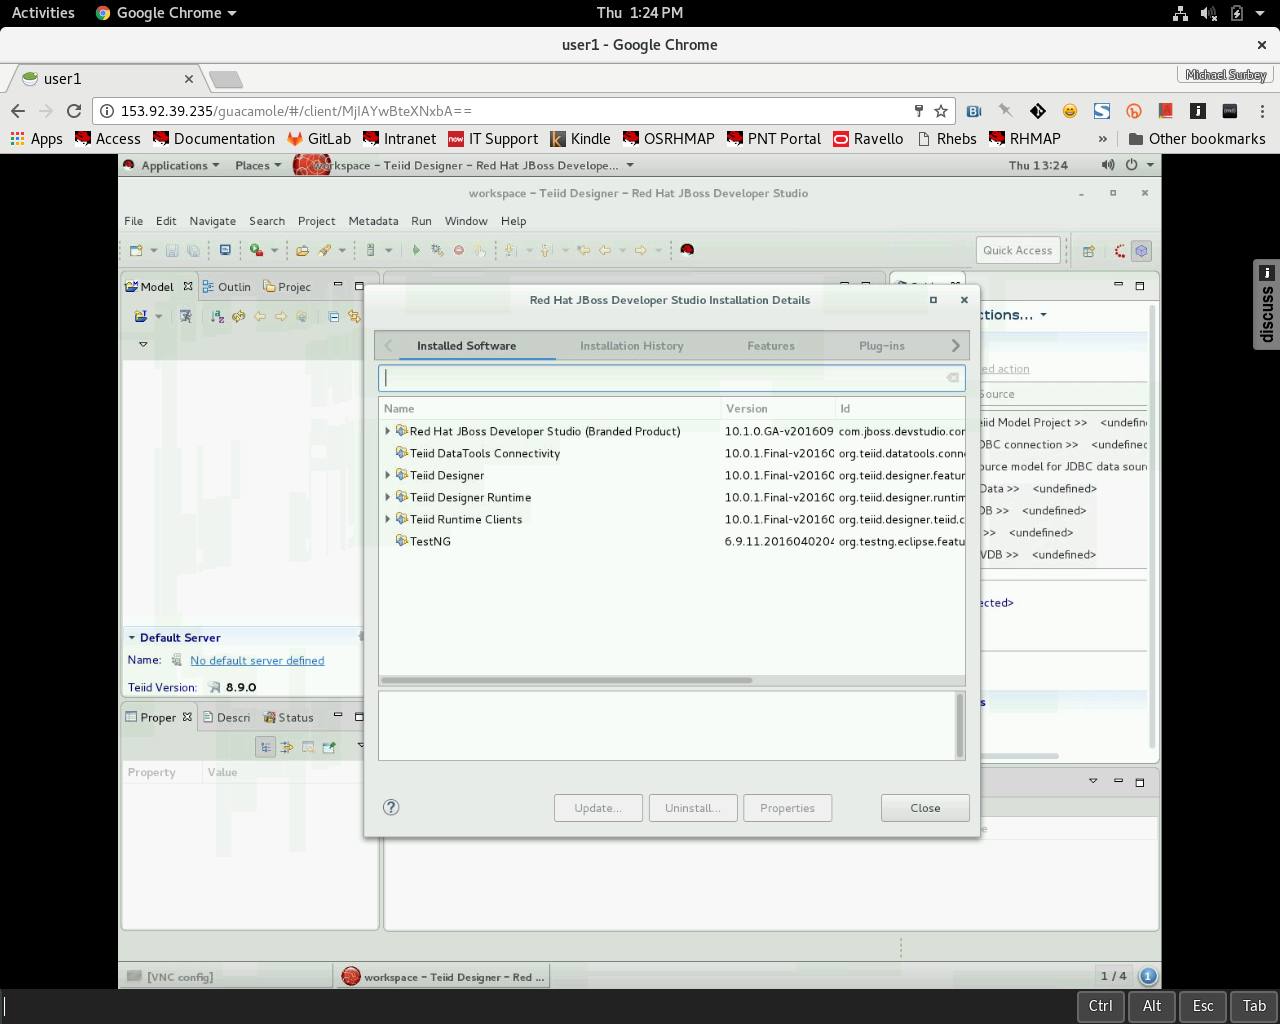 Activities Google Chrome Thu 1:24 PM
user1 - Google Chrome
user1 Michael Surbey
153.92.39.235/guacamole/#/client/MjIAYwBteXNxbA==
Apps Access Documentation GitLab Intranet IT Support Kindle OSRHMAP PNT Portal Ravello Rhebs RHMAP » Other bookmarks
Applications Places workspace - Teiid Designer - Red Hat JBoss Develope... Thu 13:24
workspace - Teiid Designer - Red Hat JBoss Developer Studio
File Edit Navigate Search Project Metadata Run Window Help
Quick Access
Model Outlin Projec
Red Hat JBoss Developer Studio Installation Details
discuss
ctions...
Installed Software Installation History Features Plug-ins
ed action
Source
Name Version Id
Red Hat JBoss Developer Studio (Branded Product) 10.1.0.GA-v201609 com.jboss.devstudio.cor
eiid Model Project >> <undefined>
Teiid DataTools Connectivity 10.0.1.Final-v20160 org.teiid.datatools.conn
DBC connection >> <undefined>
ource model for JDBC data sour
Teiid Designer 10.0.1.Final-v20160 org.teiid.designer.featur
Data >> <undefined>
Teiid Designer Runtime 10.0.1.Final-v20160 org.teiid.designer.runtim
DB >> <undefined>
Teiid Runtime Clients 10.0.1.Final-v20160 org.teiid.designer.teiid.c
>> <undefined>
TestNG 6.9.11.2016040204 org.testng.eclipse.featu
VDB >> <undefined>
ected>
Default Server
Name: No default server defined
Teiid Version: 8.9.0
s
Proper Descri Status
Property Value
Update... Uninstall... Properties Close
[VNC config] workspace - Teiid Designer - Red ... 1 / 4 1
Ctrl Alt Esc Tab